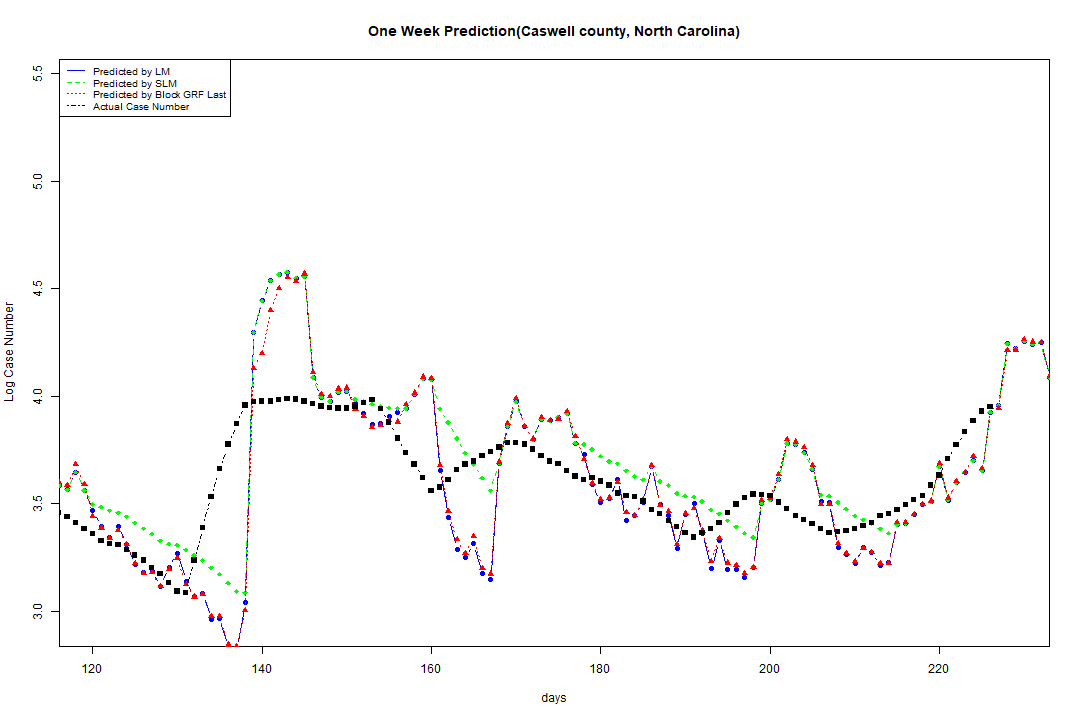 One Week Prediction(Caswell county, North Carolina)
Predicted by LM
Predicted by SLM
Predicted by Block GRF Last
Actual Case Number
Log Case Number
5.5
5.0
4.5
4.0
3.5
3.0
120 140 160 180 200 220
days